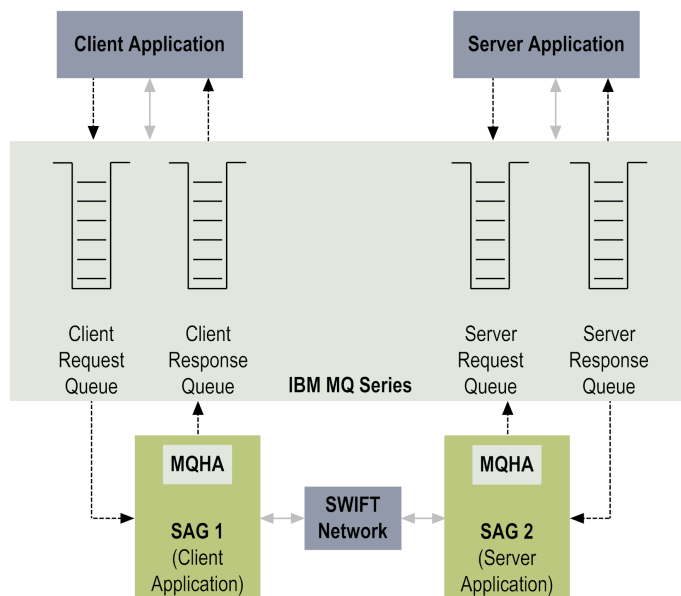 Client Application
Server Application
Client
Request
Queue
Client
Response
Queue
IBM MQ Series
Server
Request
Queue
Server
Response
Queue
MQHA
SAG 1
(Client
Application)
SWIFT
Network
MQHA
SAG 2
(Server
Application)